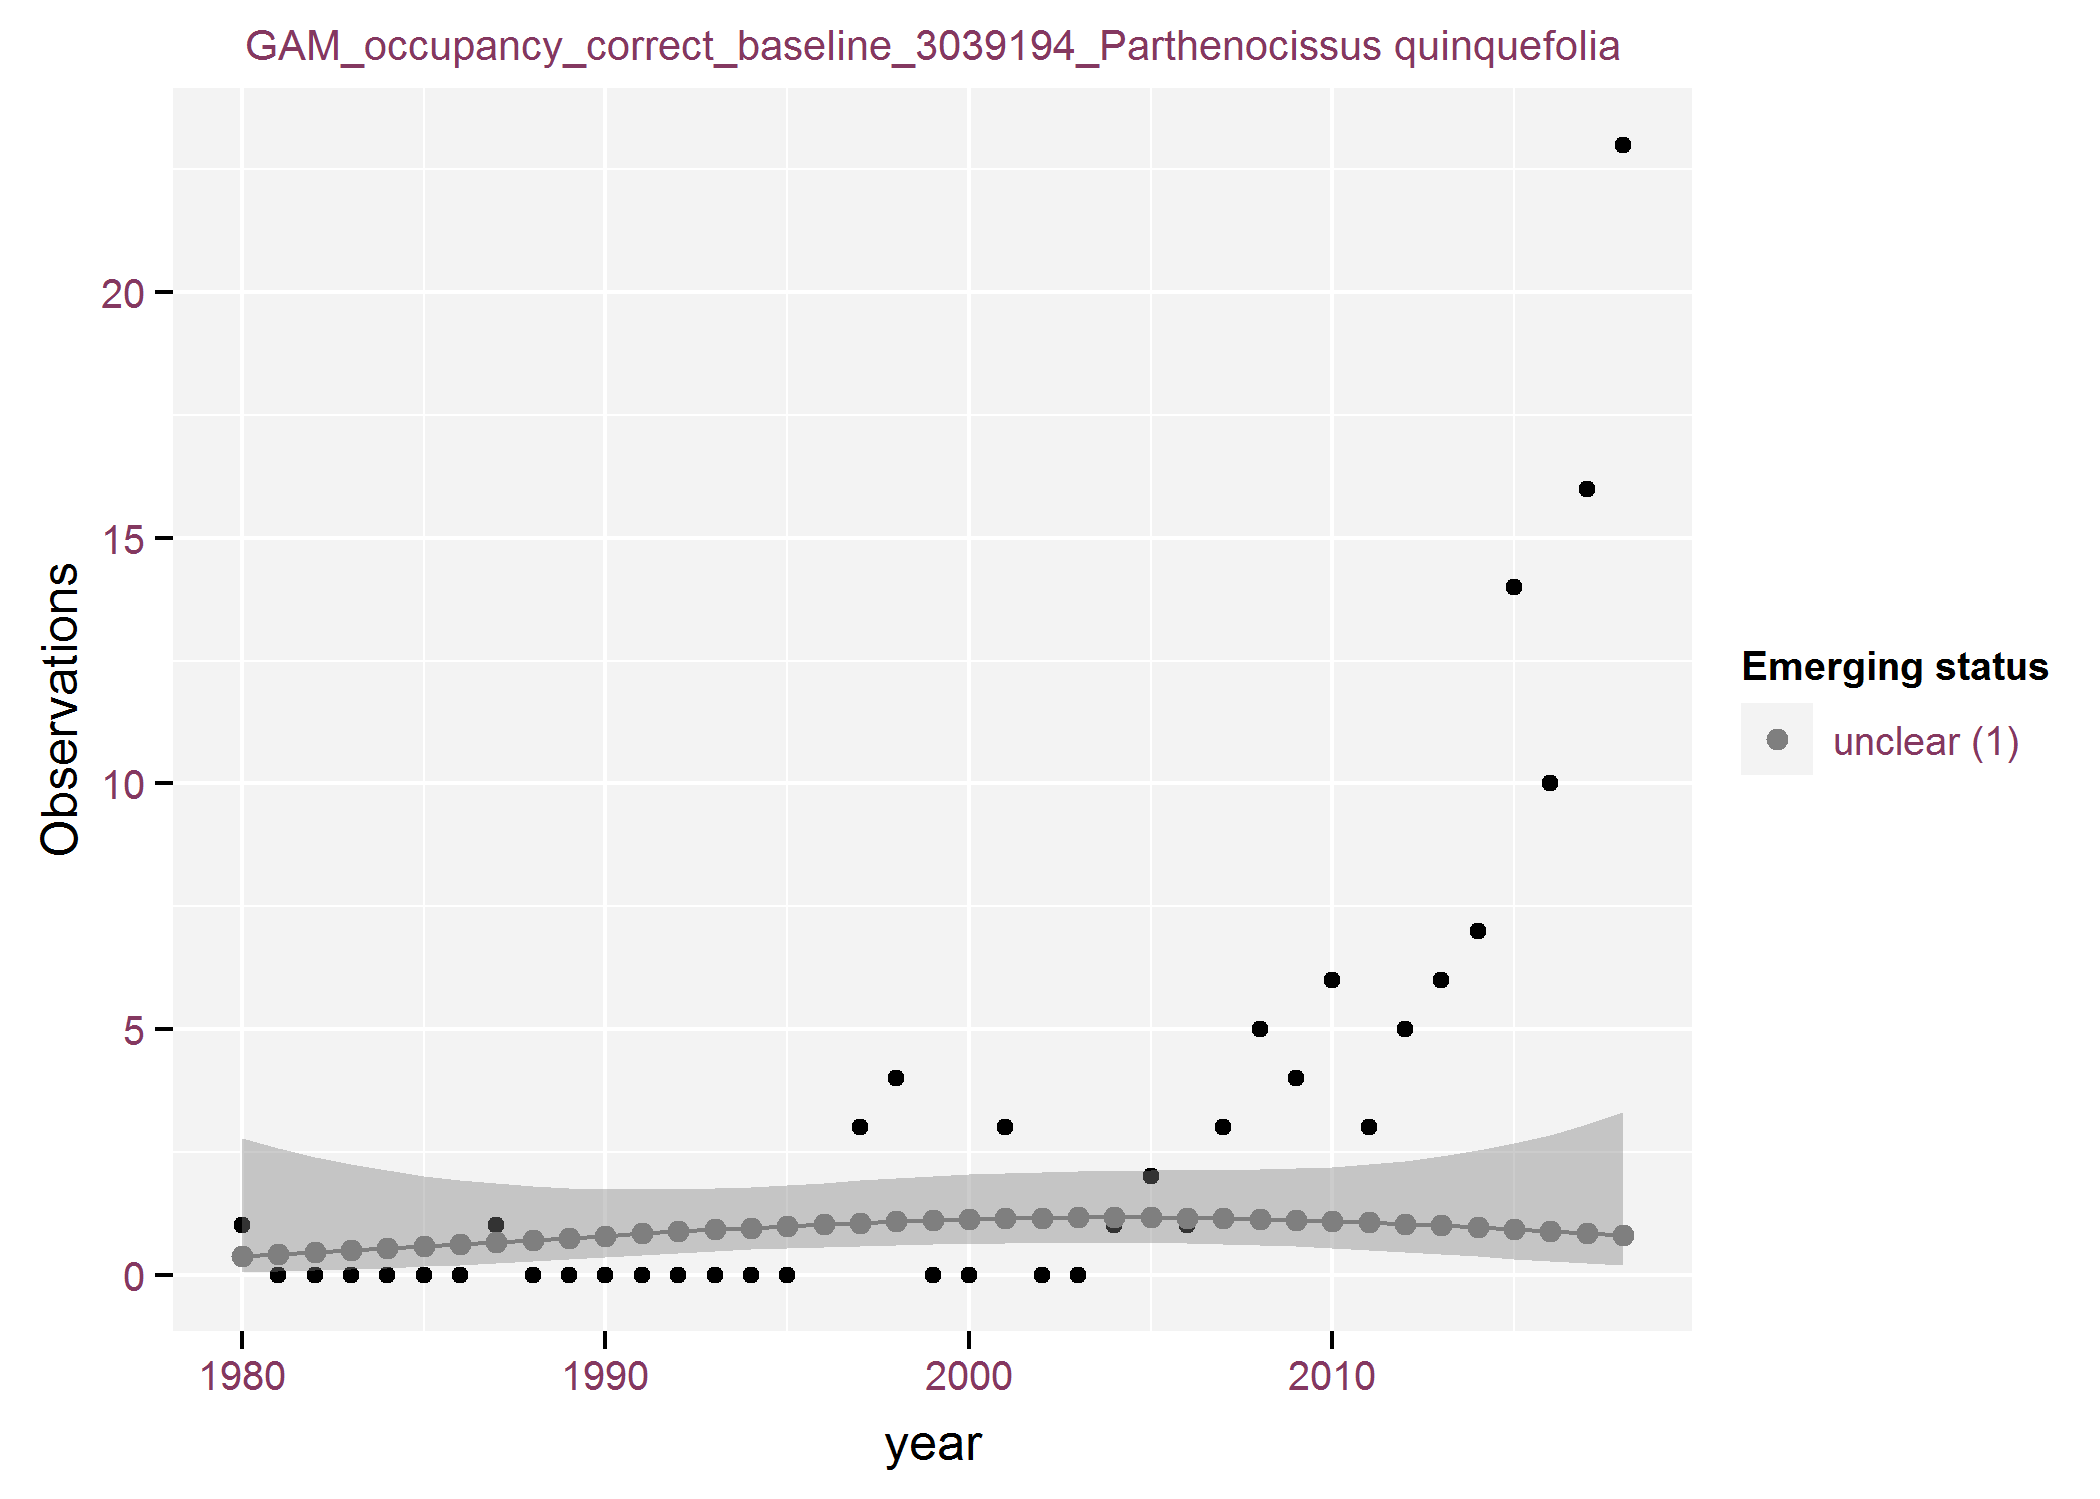 GAM_occupancy_correct_baseline_3039194_Parthenocissus quinquefolia
Observations
20
15
10
5
0
1980 1990 2000 2010
year
Emerging status
unclear (1)